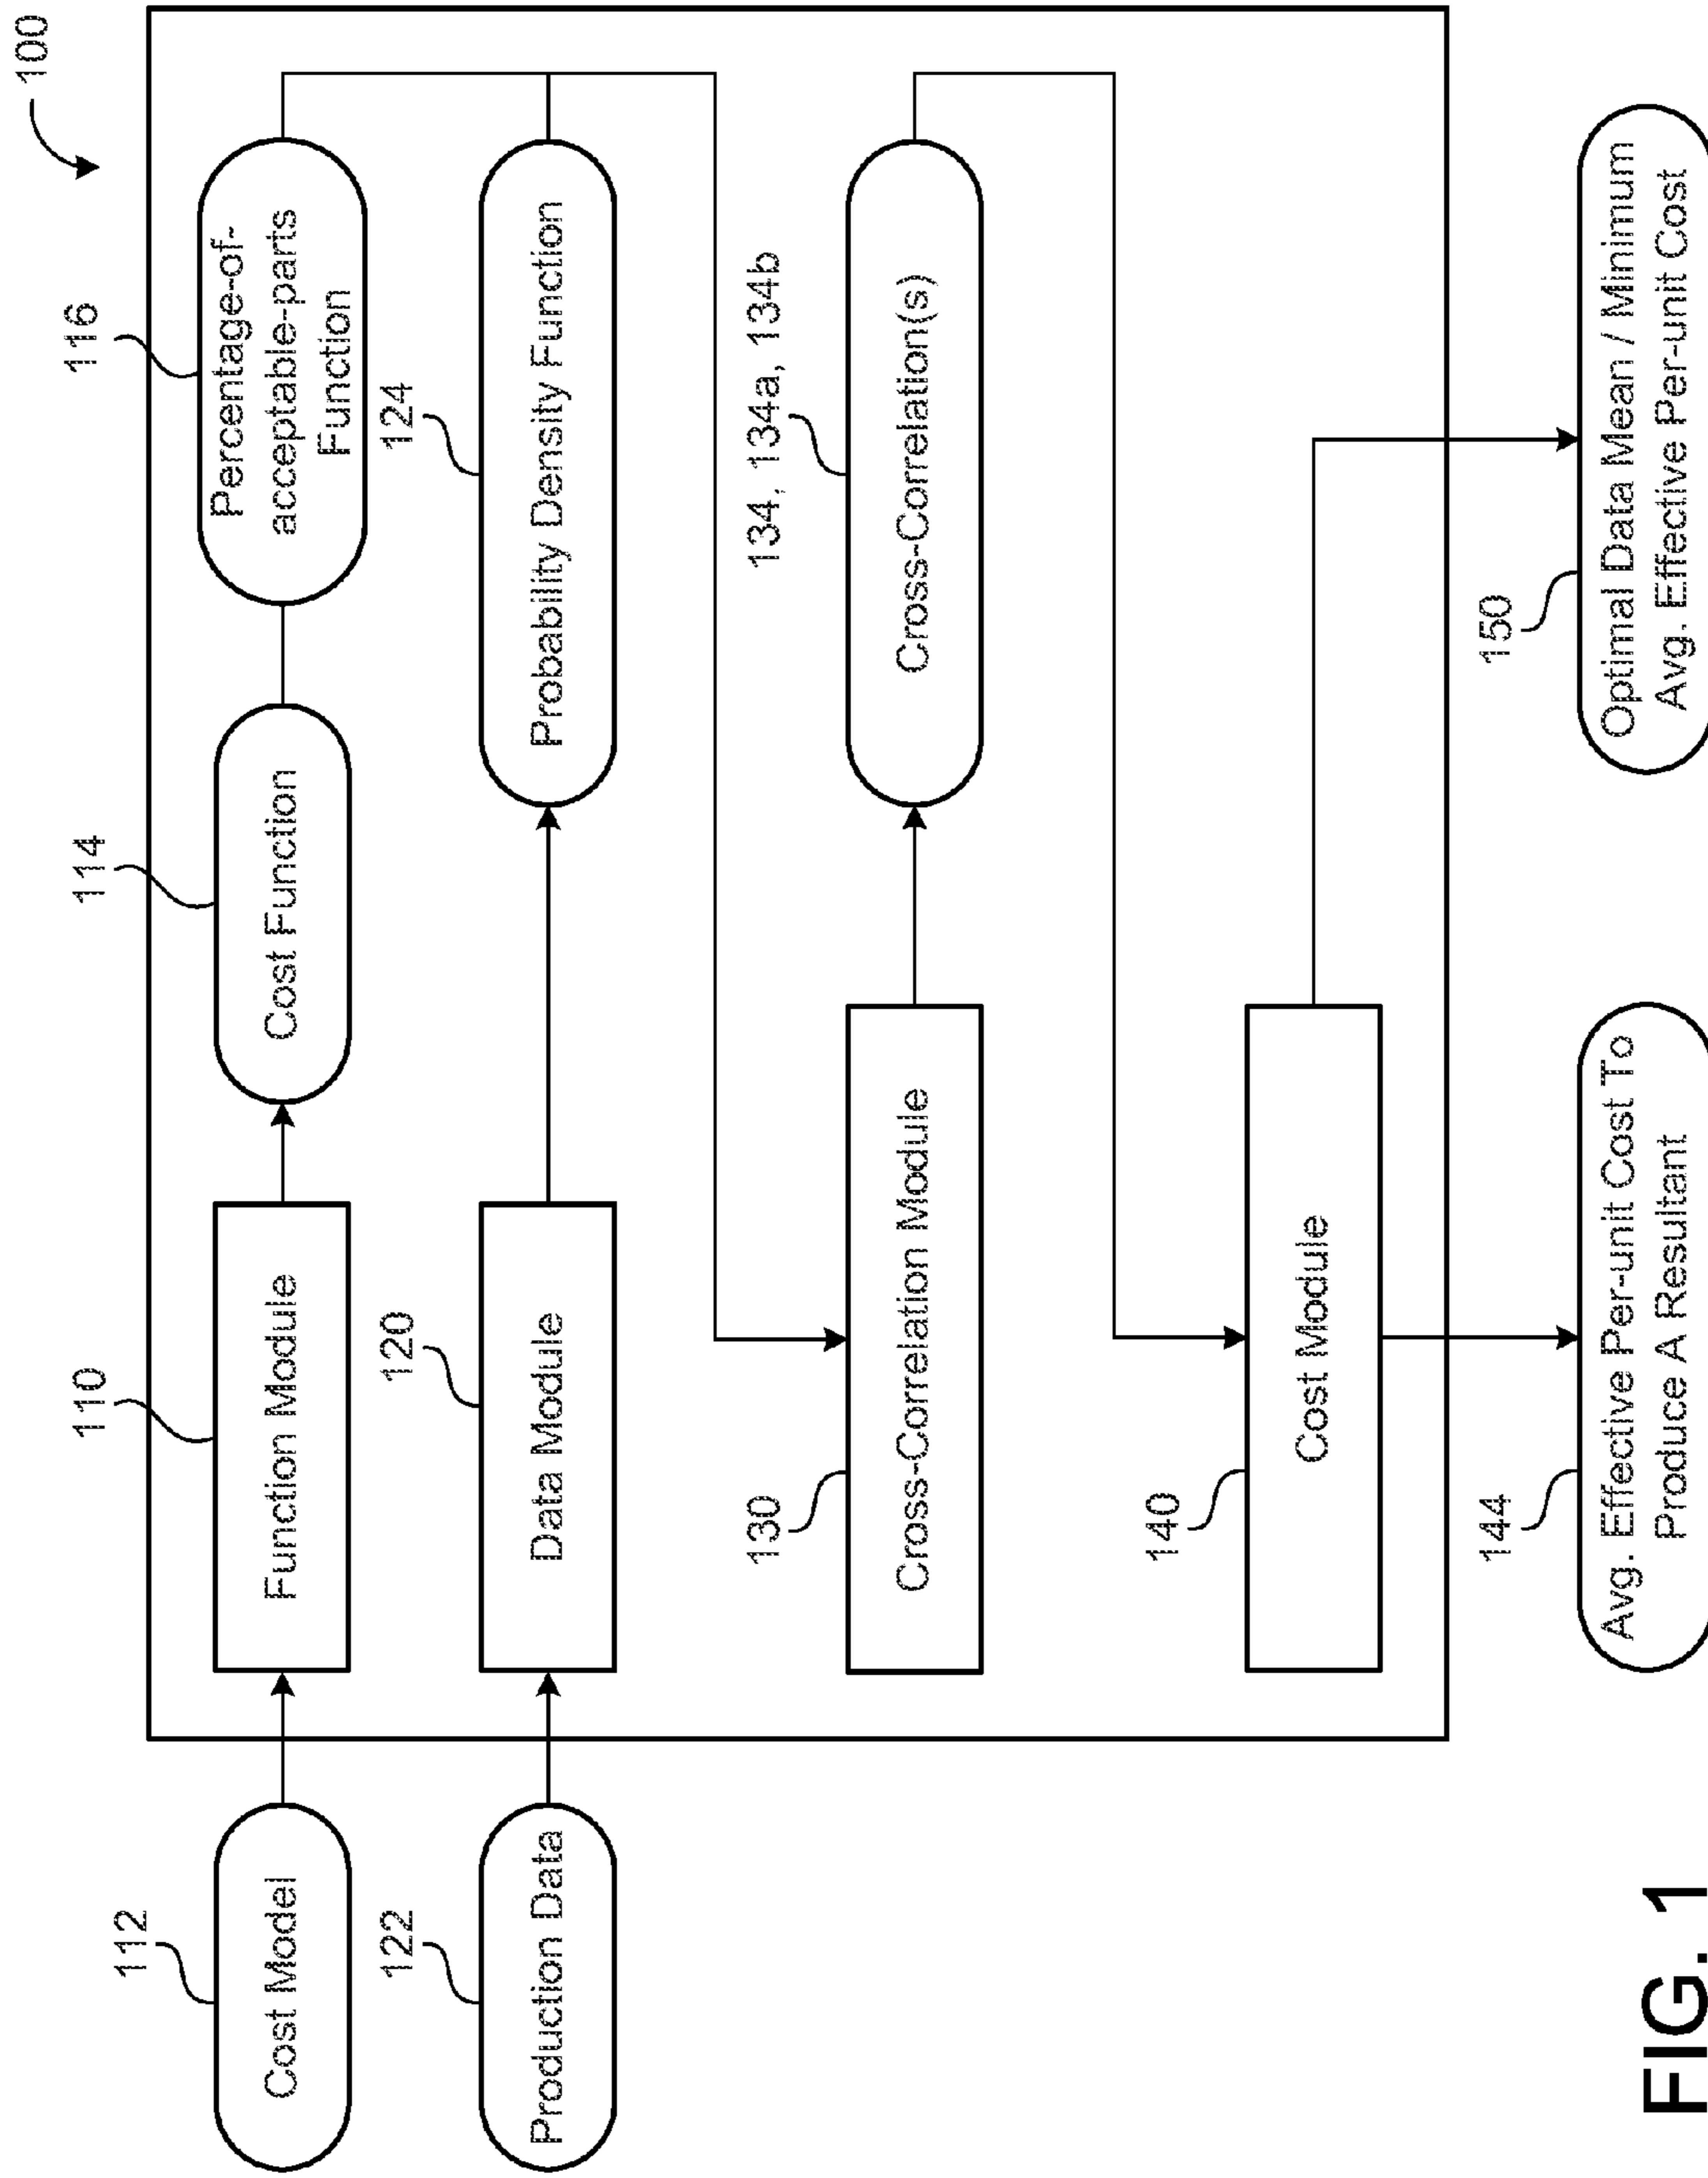 100
112
Cost Model
110
Function Module
114
Cost Function
116
Percentage-of-
acceptable-parts
Function
122
Production Data
120
Data Module
124
Probability Density Function
130
Cross-Correlation Module
134, 134a, 134b
Cross-Correlation(s)
140
Cost Module
144
Avg. Effective Per-unit Cost To
Produce A Resultant
150
Optimal Data Mean / Minimum
Avg. Effective Per-unit Cost
FIG. 1